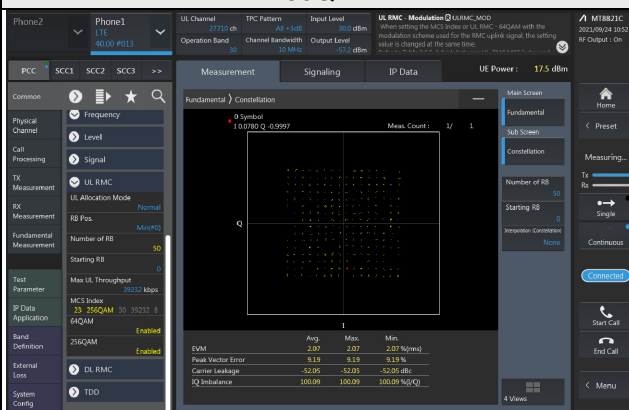 Phone2
Phone1
LTE
40.00 #013
UL Channel
27710 ch
TPC Pattern
All +3dB
Input Level
30.0 dBm
Operation Band
30
Channel Bandwidth
10 MHz
Output Level
-57.2 dBm
UL RMC - Modulation ULRMC_MOD
When setting the MCS Index or UL RMC - 64QAM with the
modulation scheme used for the RMC uplink signal, the setting
value is changed at the same time.
MT8821C
2021/09/24 10:52
RF Output : On
PCC
SCC1
SCC2
SCC3
>>
Measurement
Signaling
IP Data
UE Power : 17.5 dBm
Common
Physical
Channel
Call
Processing
TX
Measurement
RX
Measurement
Fundamental
Measurement
Test
Parameter
IP Data
Application
Band
Definition
External
Loss
System
Config
Frequency
Level
Signal
UL RMC
UL Allocation Mode
Normal
RB Pos.
Min(#0)
Number of RB
50
Starting RB
0
Max UL Throughput
39232 kbps
MCS Index
23 256QAM 30 39232 8
64QAM
Enabled
256QAM
Enabled
DL RMC
TDD
Fundamental ⟩ Constellation
0 Symbol
I 0.0780 Q -0.9997
Meas. Count : 1/ 1
Q
I
Avg. Max. Min.
EVM 2.07 2.07 2.07 %(rms)
Peak Vector Error 9.19 9.19 9.19 %
Carrier Leakage -52.05 -52.05 -52.05 dBc
IQ Imbalance 100.09 100.09 100.09 %(I/Q)
Main Screen
Fundamental
Sub Screen
Constellation
Number of RB
50
Starting RB
0
Interpolation (Constellation)
None
4 Views
Home
< Preset
Measuring...
Tx
Rx
Single
Continuous
Connected
Start Call
End Call
< Menu